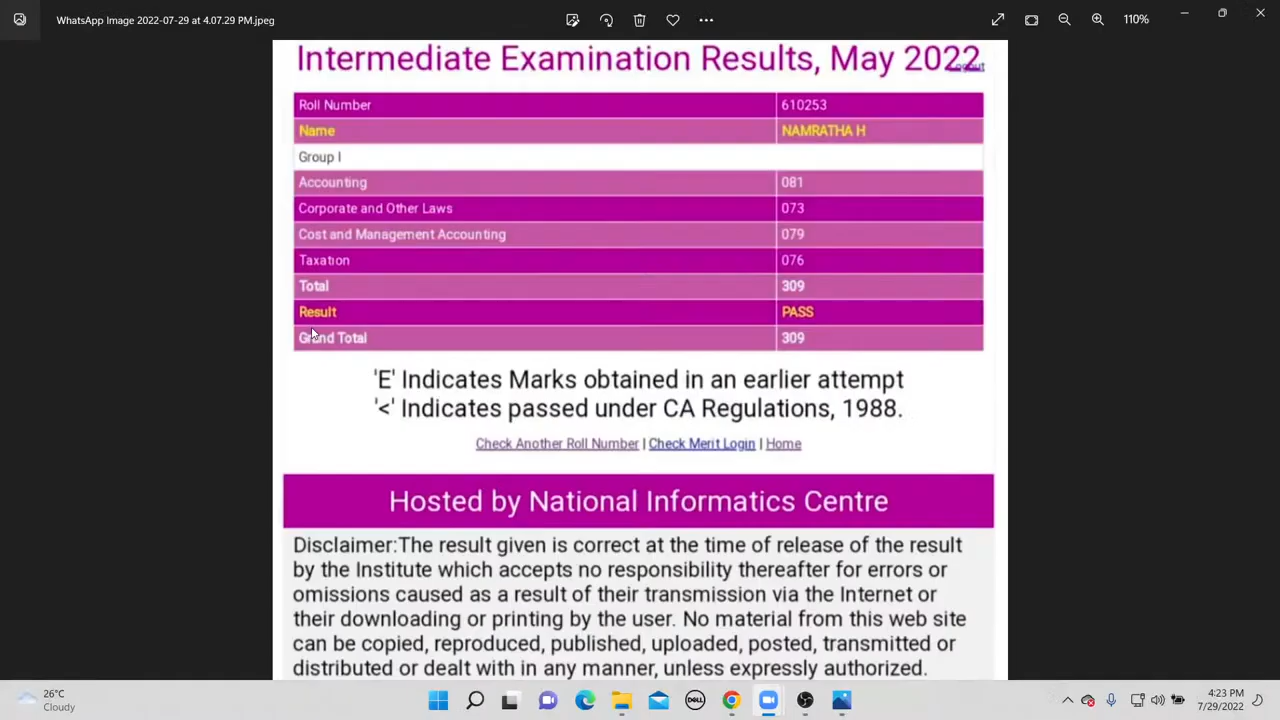 WhatsApp Image 2022-07-29 at 4.07.29 PM.jpeg
110%
Intermediate Examination Results, May 2022
Logout
Roll Number 610253
Name NAMRATHA H
Group I
Accounting 081
Corporate and Other Laws 073
Cost and Management Accounting 079
Taxation 076
Total 309
Result PASS
Grand Total 309
'E' Indicates Marks obtained in an earlier attempt
'<' Indicates passed under CA Regulations, 1988.
Check Another Roll Number | Check Merit Login | Home
Hosted by National Informatics Centre
Disclaimer:The result given is correct at the time of release of the result
by the Institute which accepts no responsibility thereafter for errors or
omissions caused as a result of their transmission via the Internet or
their downloading or printing by the user. No material from this web site
can be copied, reproduced, published, uploaded, posted, transmitted or
distributed or dealt with in any manner, unless expressly authorized.
26°C
Cloudy
DELL
4:23 PM
7/29/2022